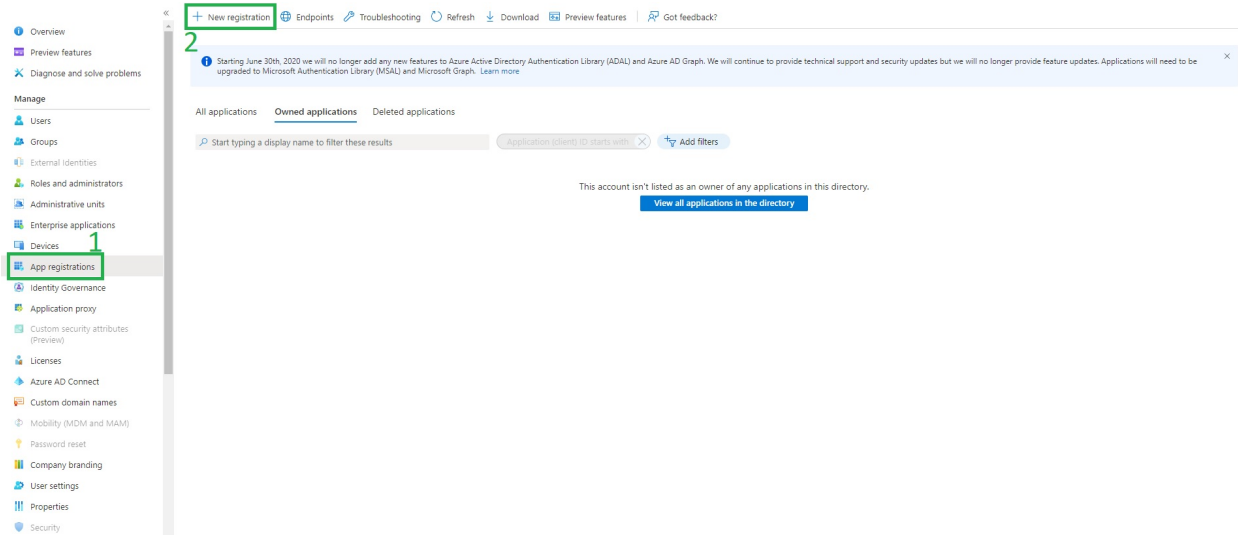 «
Overview
Preview features
Diagnose and solve problems
Manage
Users
Groups
External Identities
Roles and administrators
Administrative units
Enterprise applications
Devices
1
App registrations
Identity Governance
Application proxy
Custom security attributes
(Preview)
Licenses
Azure AD Connect
Custom domain names
Mobility (MDM and MAM)
Password reset
Company branding
User settings
Properties
Security
+ New registration Endpoints Troubleshooting Refresh Download Preview features Got feedback?
2
Starting June 30th, 2020 we will no longer add any new features to Azure Active Directory Authentication Library (ADAL) and Azure AD Graph. We will continue to provide technical support and security updates but we will no longer provide feature updates. Applications will need to be
upgraded to Microsoft Authentication Library (MSAL) and Microsoft Graph. Learn more
All applications Owned applications Deleted applications
Start typing a display name to filter these results Application (client) ID starts with Add filters
This account isn't listed as an owner of any applications in this directory.
View all applications in the directory